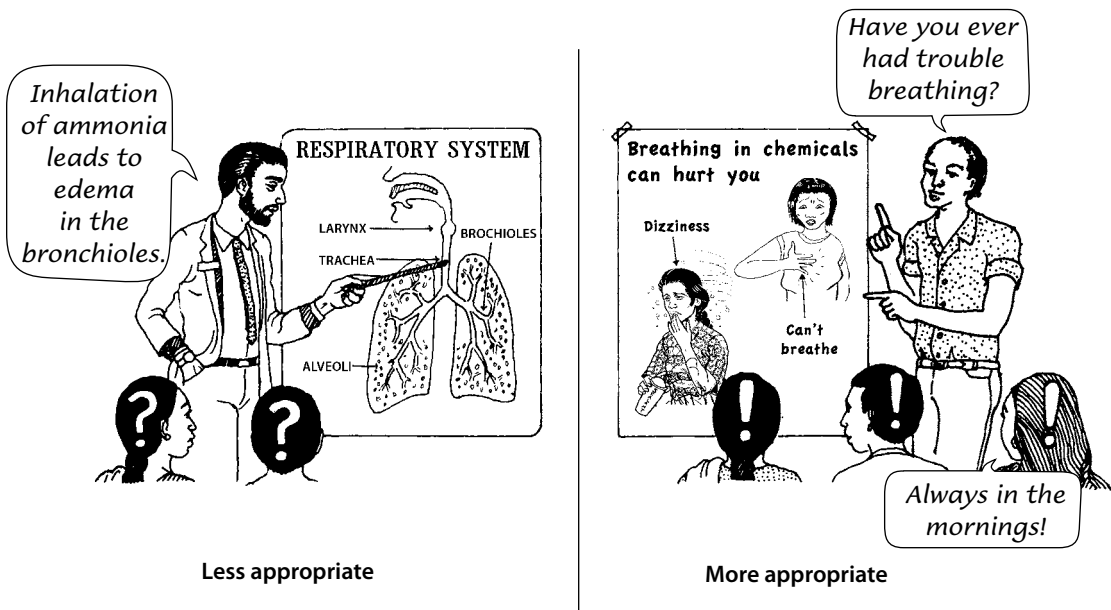 Inhalation
of ammonia
leads to
edema
in the
bronchioles.
RESPIRATORY SYSTEM
LARYNX
BROCHIOLES
TRACHEA
ALVEOLI
?
?
Less appropriate
Have you ever
had trouble
breathing?
Breathing in chemicals
can hurt you
Dizziness
Can't
breathe
!
!
!
Always in the
mornings!
More appropriate